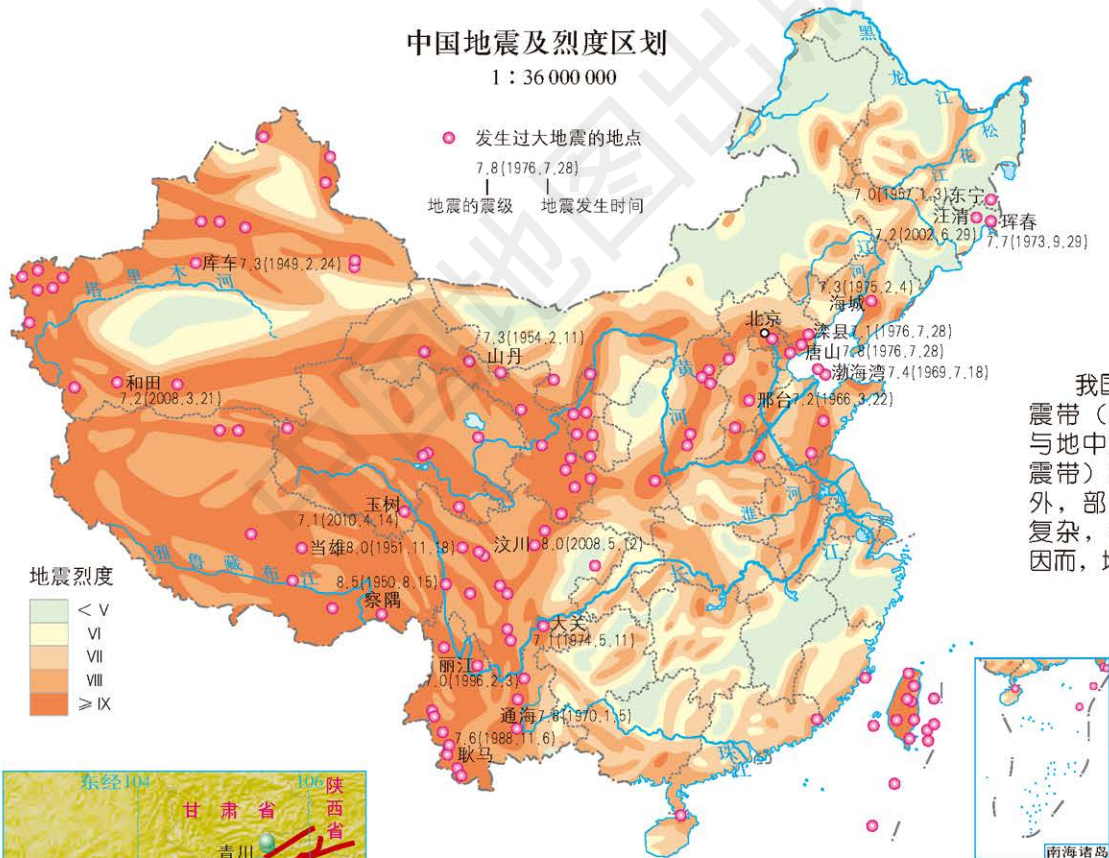 中国地震及烈度区划
1：36 000 000
发生过大地震的地点
7.8(1976.7.28)
地震的震级 地震发生时间
黑龙江
松花江
7.0(1957.1.3)东宁
汪清
7.2(2002.6.29)
珲春
7.7(1973.9.29)
辽河
7.3(1975.2.4)
海城
库车7.3(1949.2.24)
塔里木河
北京
滦县7.1(1976.7.28)
唐山7.8(1976.7.28)
渤海湾7.4(1969.7.18)
7.3(1954.2.11)
山丹
黄河
和田
7.2(2008.3.21)
邢台7.2(1966.3.22)
我国
震带（
与地中
震带）
外，部
复杂，
因而，地
淮河
玉树
7.1(2010.4.14)
当雄8.0(1951.11.18)
汶川8.0(2008.5.12)
长江
雅鲁藏布江
8.5(1950.8.15)
察隅
大关
7.1(1974.5.11)
丽江
7.0(1996.2.3)
通海7.8(1970.1.5)
7.6(1988.11.6)
耿马
珠江
地震烈度
< Ⅴ
Ⅵ
Ⅶ
Ⅷ
≥Ⅸ
南海诸岛
东经104
106
甘肃省
陕西省
青川
中国地图出版